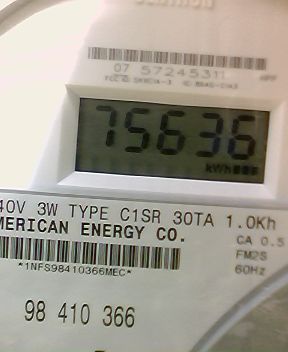 07 57245311
75636
kWh
40V 3W TYPE C1SR 30TA 1.0Kh
MERICAN ENERGY CO.
CA 0.5
FM2S
60Hz
*1NFS98410366MEC*
98 410 366